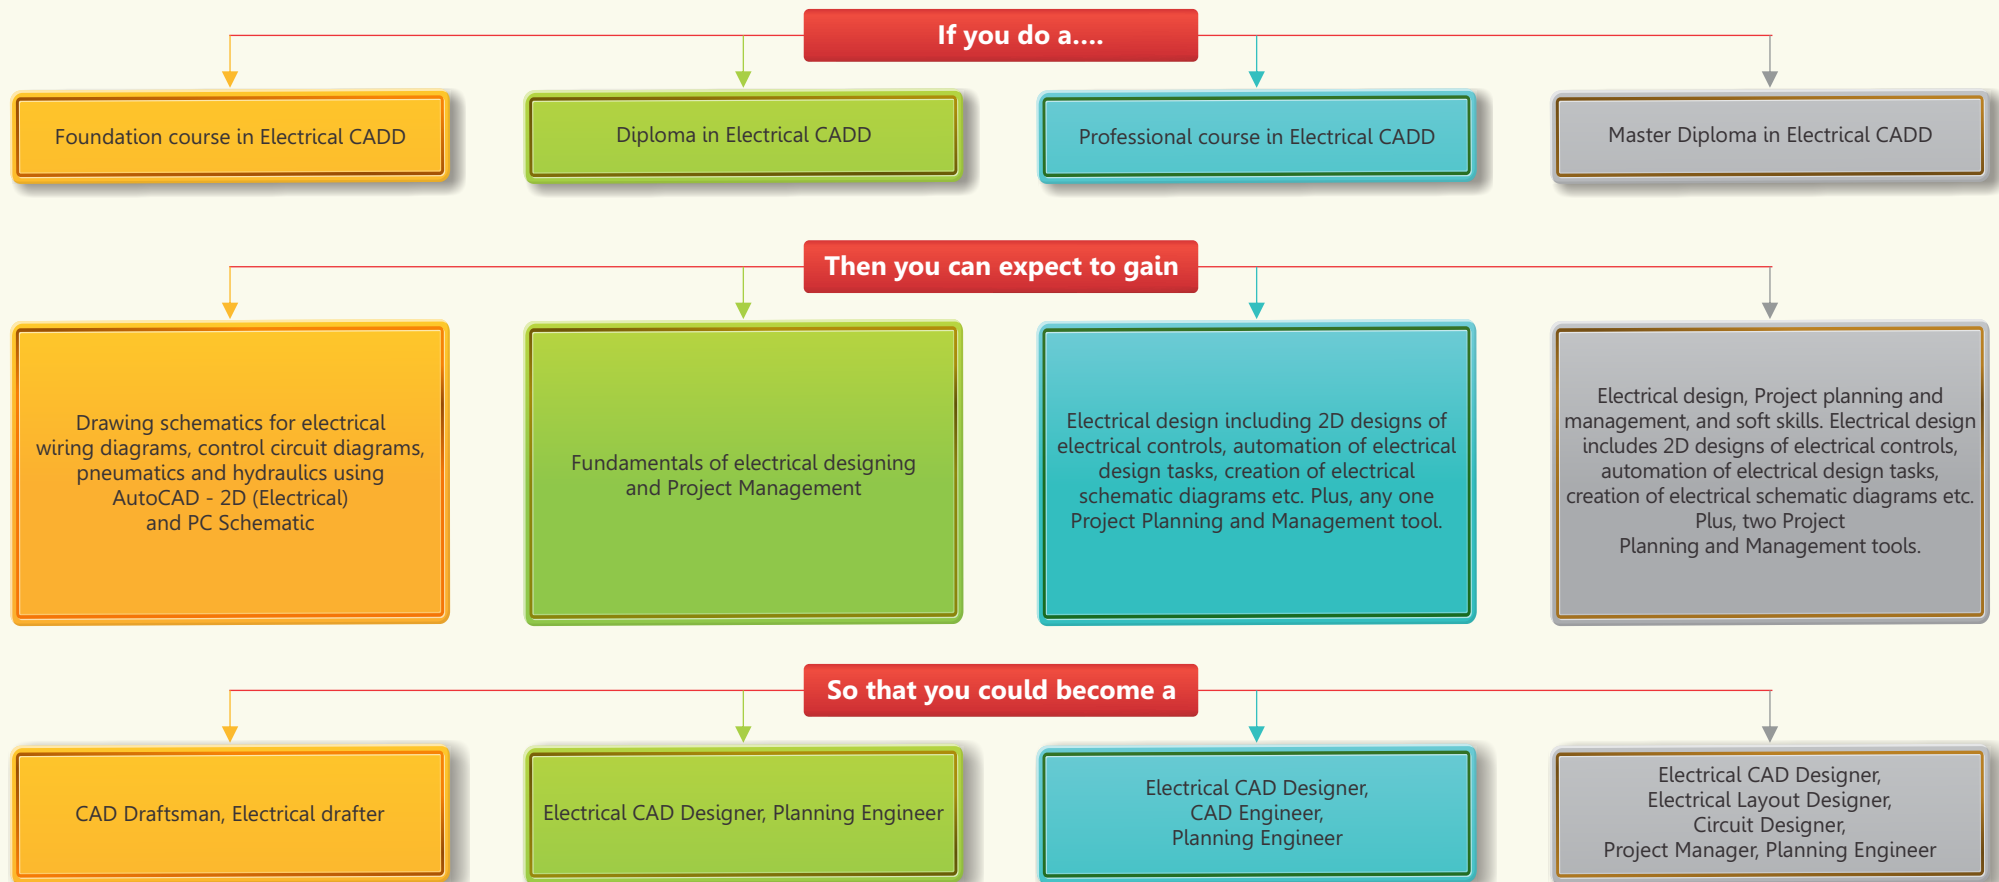 If you do a....
Foundation course in Electrical CADD
Diploma in Electrical CADD
Professional course in Electrical CADD
Master Diploma in Electrical CADD
Then you can expect to gain
Drawing schematics for electrical
wiring diagrams, control circuit diagrams,
pneumatics and hydraulics using
AutoCAD - 2D (Electrical)
and PC Schematic
Fundamentals of electrical designing
and Project Management
Electrical design including 2D designs of
electrical controls, automation of electrical
design tasks, creation of electrical
schematic diagrams etc. Plus, any one
Project Planning and Management tool.
Electrical design, Project planning and
management, and soft skills. Electrical design
includes 2D designs of electrical controls,
automation of electrical design tasks,
creation of electrical schematic diagrams etc.
Plus, two Project
Planning and Management tools.
So that you could become a
CAD Draftsman, Electrical drafter
Electrical CAD Designer, Planning Engineer
Electrical CAD Designer,
CAD Engineer,
Planning Engineer
Electrical CAD Designer,
Electrical Layout Designer,
Circuit Designer,
Project Manager, Planning Engineer